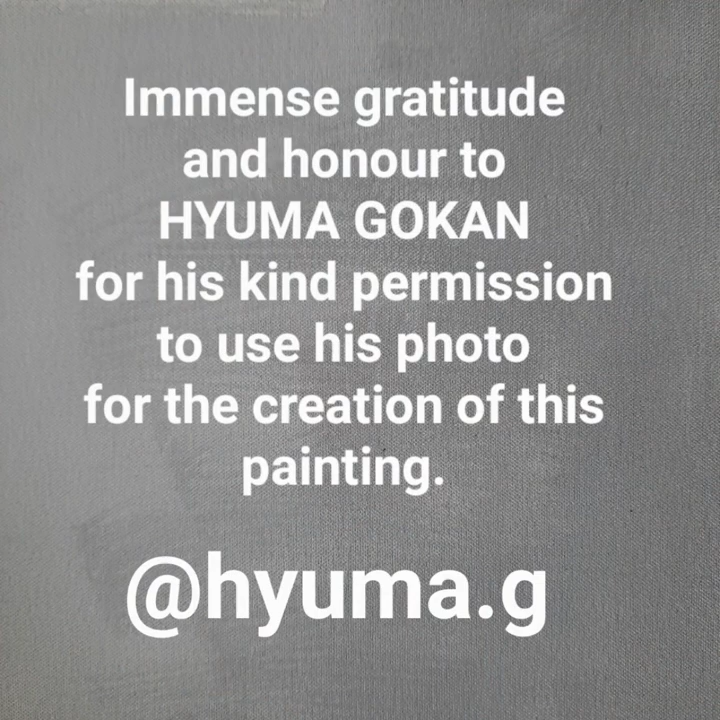 Immense gratitude
and honour to
HYUMA GOKAN
for his kind permission
to use his photo
for the creation of this
painting.
@hyuma.g